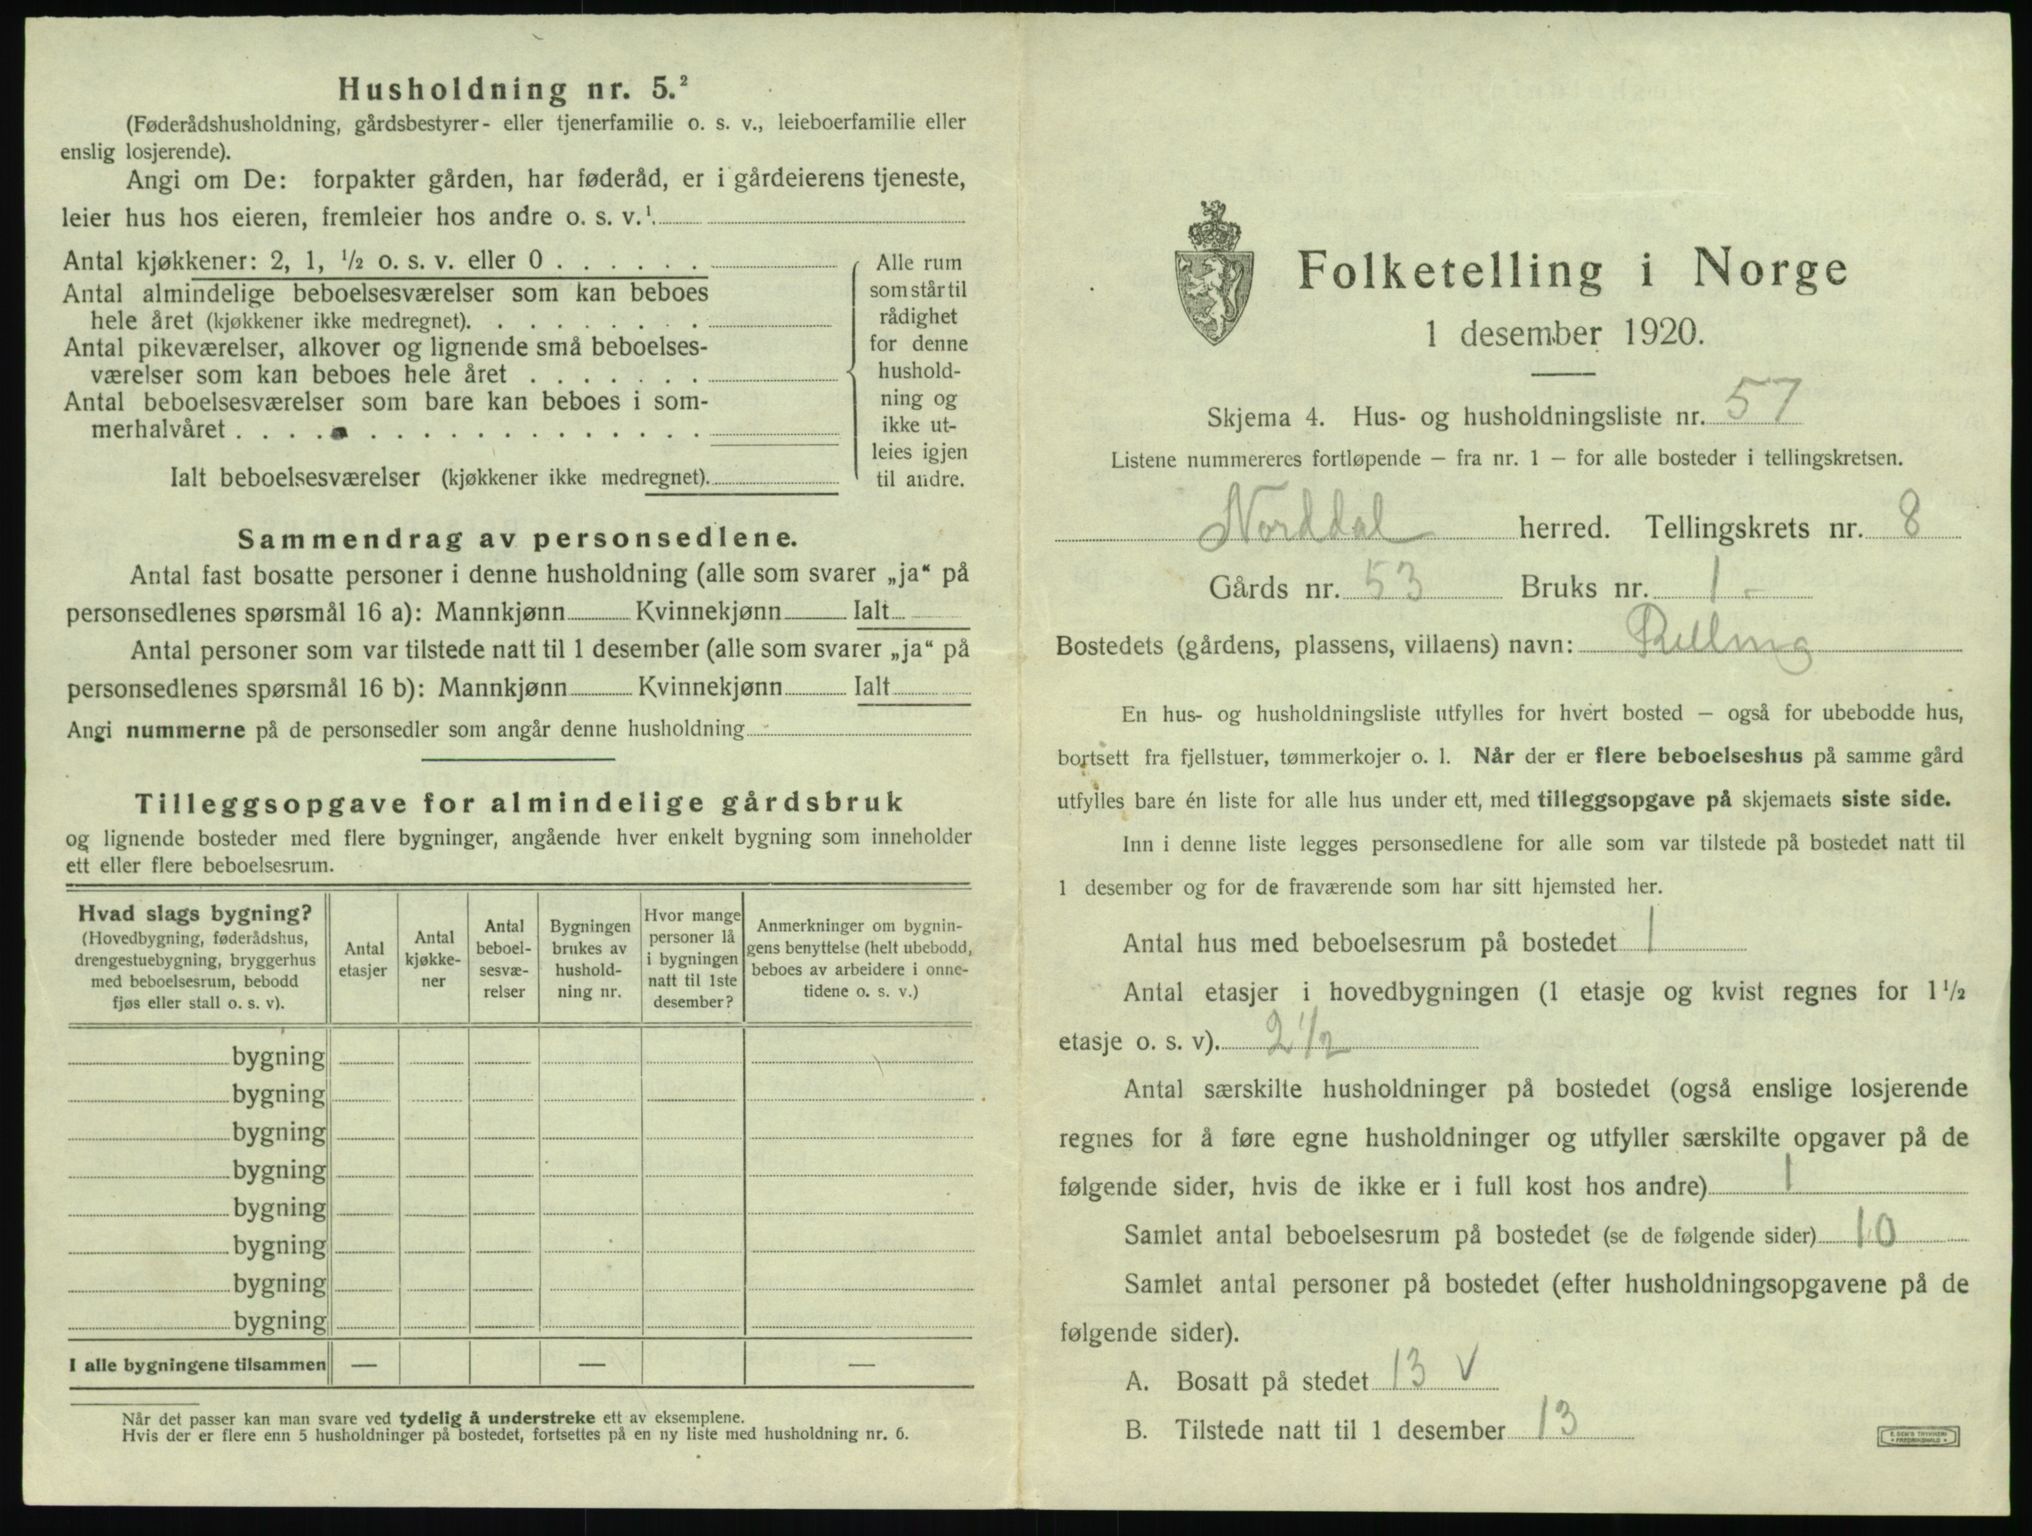 Husholdning nr. 5.²
(Føderådshusholdning, gårdsbestyrer- eller tjenerfamilie o. s. v., leieboerfamilie eller
enslig losjerende).
Angi om De: forpakter gården, har føderåd, er i gårdeierens tjeneste,
leier hus hos eieren, fremleier hos andre o. s. v.¹
Antal kjøkkener: 2, 1, ½ o. s. v. eller 0 . . . . . .
Antal almindelige beboelsesværelser som kan beboes
hele året (kjøkkener ikke medregnet). . . . . . . . .
Antal pikeværelser, alkover og lignende små beboelses-
værelser som kan beboes hele året . . . . . . .
Antal beboelsesværelser som bare kan beboes i som-
merhalvåret . . . . . . . . . . . . . . . . . .
Ialt beboelsesværelser (kjøkkener ikke medregnet).
Alle rum
som står til
rådighet
for denne
hushold-
ning og
ikke ut-
leies igjen
til andre.
Sammendrag av personsedlene.
Antal fast bosatte personer i denne husholdning (alle som svarer „ja“ på
personsedlenes spørsmål 16 a): Mannkjønn Kvinnekjønn Ialt
Antal personer som var tilstede natt til 1 desember (alle som svarer „ja“ på
personsedlenes spørsmål 16 b): Mannkjønn Kvinnekjønn Ialt
Angi nummerne på de personsedler som angår denne husholdning
Tilleggsopgave for almindelige gårdsbruk
og lignende bosteder med flere bygninger, angående hver enkelt bygning som inneholder
ett eller flere beboelsesrum.
Hvad slags bygning?
(Hovedbygning, føderådshus,
drengestuebygning, bryggerhus
med beboelsesrum, bebodd
fjøs eller stall o. s. v).
Antal
etasjer
Antal
kjøkke-
ner
Antal
beboel-
sesvæ-
relser
Bygningen
brukes av
hushold-
ning nr.
Hvor mange
personer lå
i bygningen
natt til 1ste
desember?
Anmerkninger om bygnin-
gens benyttelse (helt ubebodd,
beboes av arbeidere i onne-
tidene o. s. v.)
bygning
bygning
bygning
bygning
bygning
bygning
bygning
bygning
I alle bygningene tilsammen — — —
Når det passer kan man svare ved tydelig å understreke ett av eksemplene.
Hvis der er flere enn 5 husholdninger på bostedet, fortsettes på en ny liste med husholdning nr. 6.
Folketelling i Norge
1 desember 1920.
Skjema 4. Hus- og husholdningsliste nr. 57
Listene nummereres fortløpende — fra nr. 1 — for alle bosteder i tellingskretsen.
Norddal herred. Tellingskrets nr. 8
Gårds nr. 53 Bruks nr. 1 -
Bostedets (gårdens, plassens, villaens) navn: Relling
En hus- og husholdningsliste utfylles for hvert bosted — også for ubebodde hus,
bortsett fra fjellstuer, tømmerkojer o. l. Når der er flere beboelseshus på samme gård
utfylles bare én liste for alle hus under ett, med tilleggsopgave på skjemaets siste side.
Inn i denne liste legges personsedlene for alle som var tilstede på bostedet natt til
1 desember og for de fraværende som har sitt hjemsted her.
Antal hus med beboelsesrum på bostedet 1
Antal etasjer i hovedbygningen (1 etasje og kvist regnes for 1½
etasje o. s. v). 2 ½
Antal særskilte husholdninger på bostedet (også enslige losjerende
regnes for å føre egne husholdninger og utfyller særskilte opgaver på de
følgende sider, hvis de ikke er i full kost hos andre) 1
Samlet antal beboelsesrum på bostedet (se de følgende sider) 10
Samlet antal personer på bostedet (efter husholdningsopgavene på de
følgende sider).
A. Bosatt på stedet 13 v
B. Tilstede natt til 1 desember 13